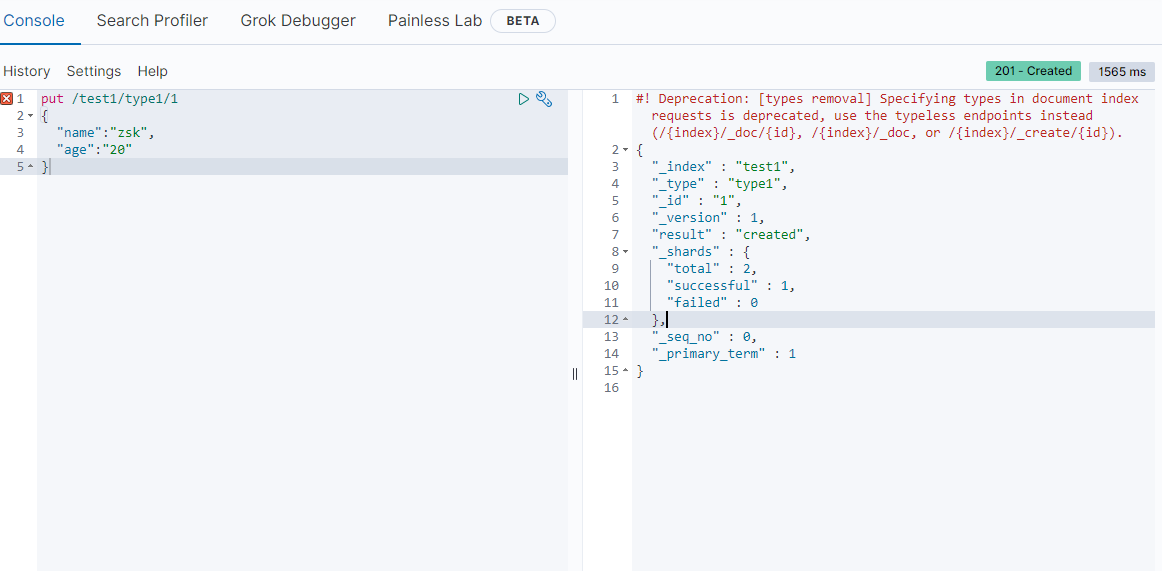 Console Search Profiler Grok Debugger Painless Lab BETA
History Settings Help 201 - Created 1565 ms
1 put /test1/type1/1
2 {
3 "name":"zsk",
4 "age":"20"
5 }
1 #! Deprecation: [types removal] Specifying types in document index
requests is deprecated, use the typeless endpoints instead
(/{index}/_doc/{id}, /{index}/_doc, or /{index}/_create/{id}).
2 {
3 "_index" : "test1",
4 "_type" : "type1",
5 "_id" : "1",
6 "_version" : 1,
7 "result" : "created",
8 "_shards" : {
9 "total" : 2,
10 "successful" : 1,
11 "failed" : 0
12 },
13 "_seq_no" : 0,
14 "_primary_term" : 1
15 }
16